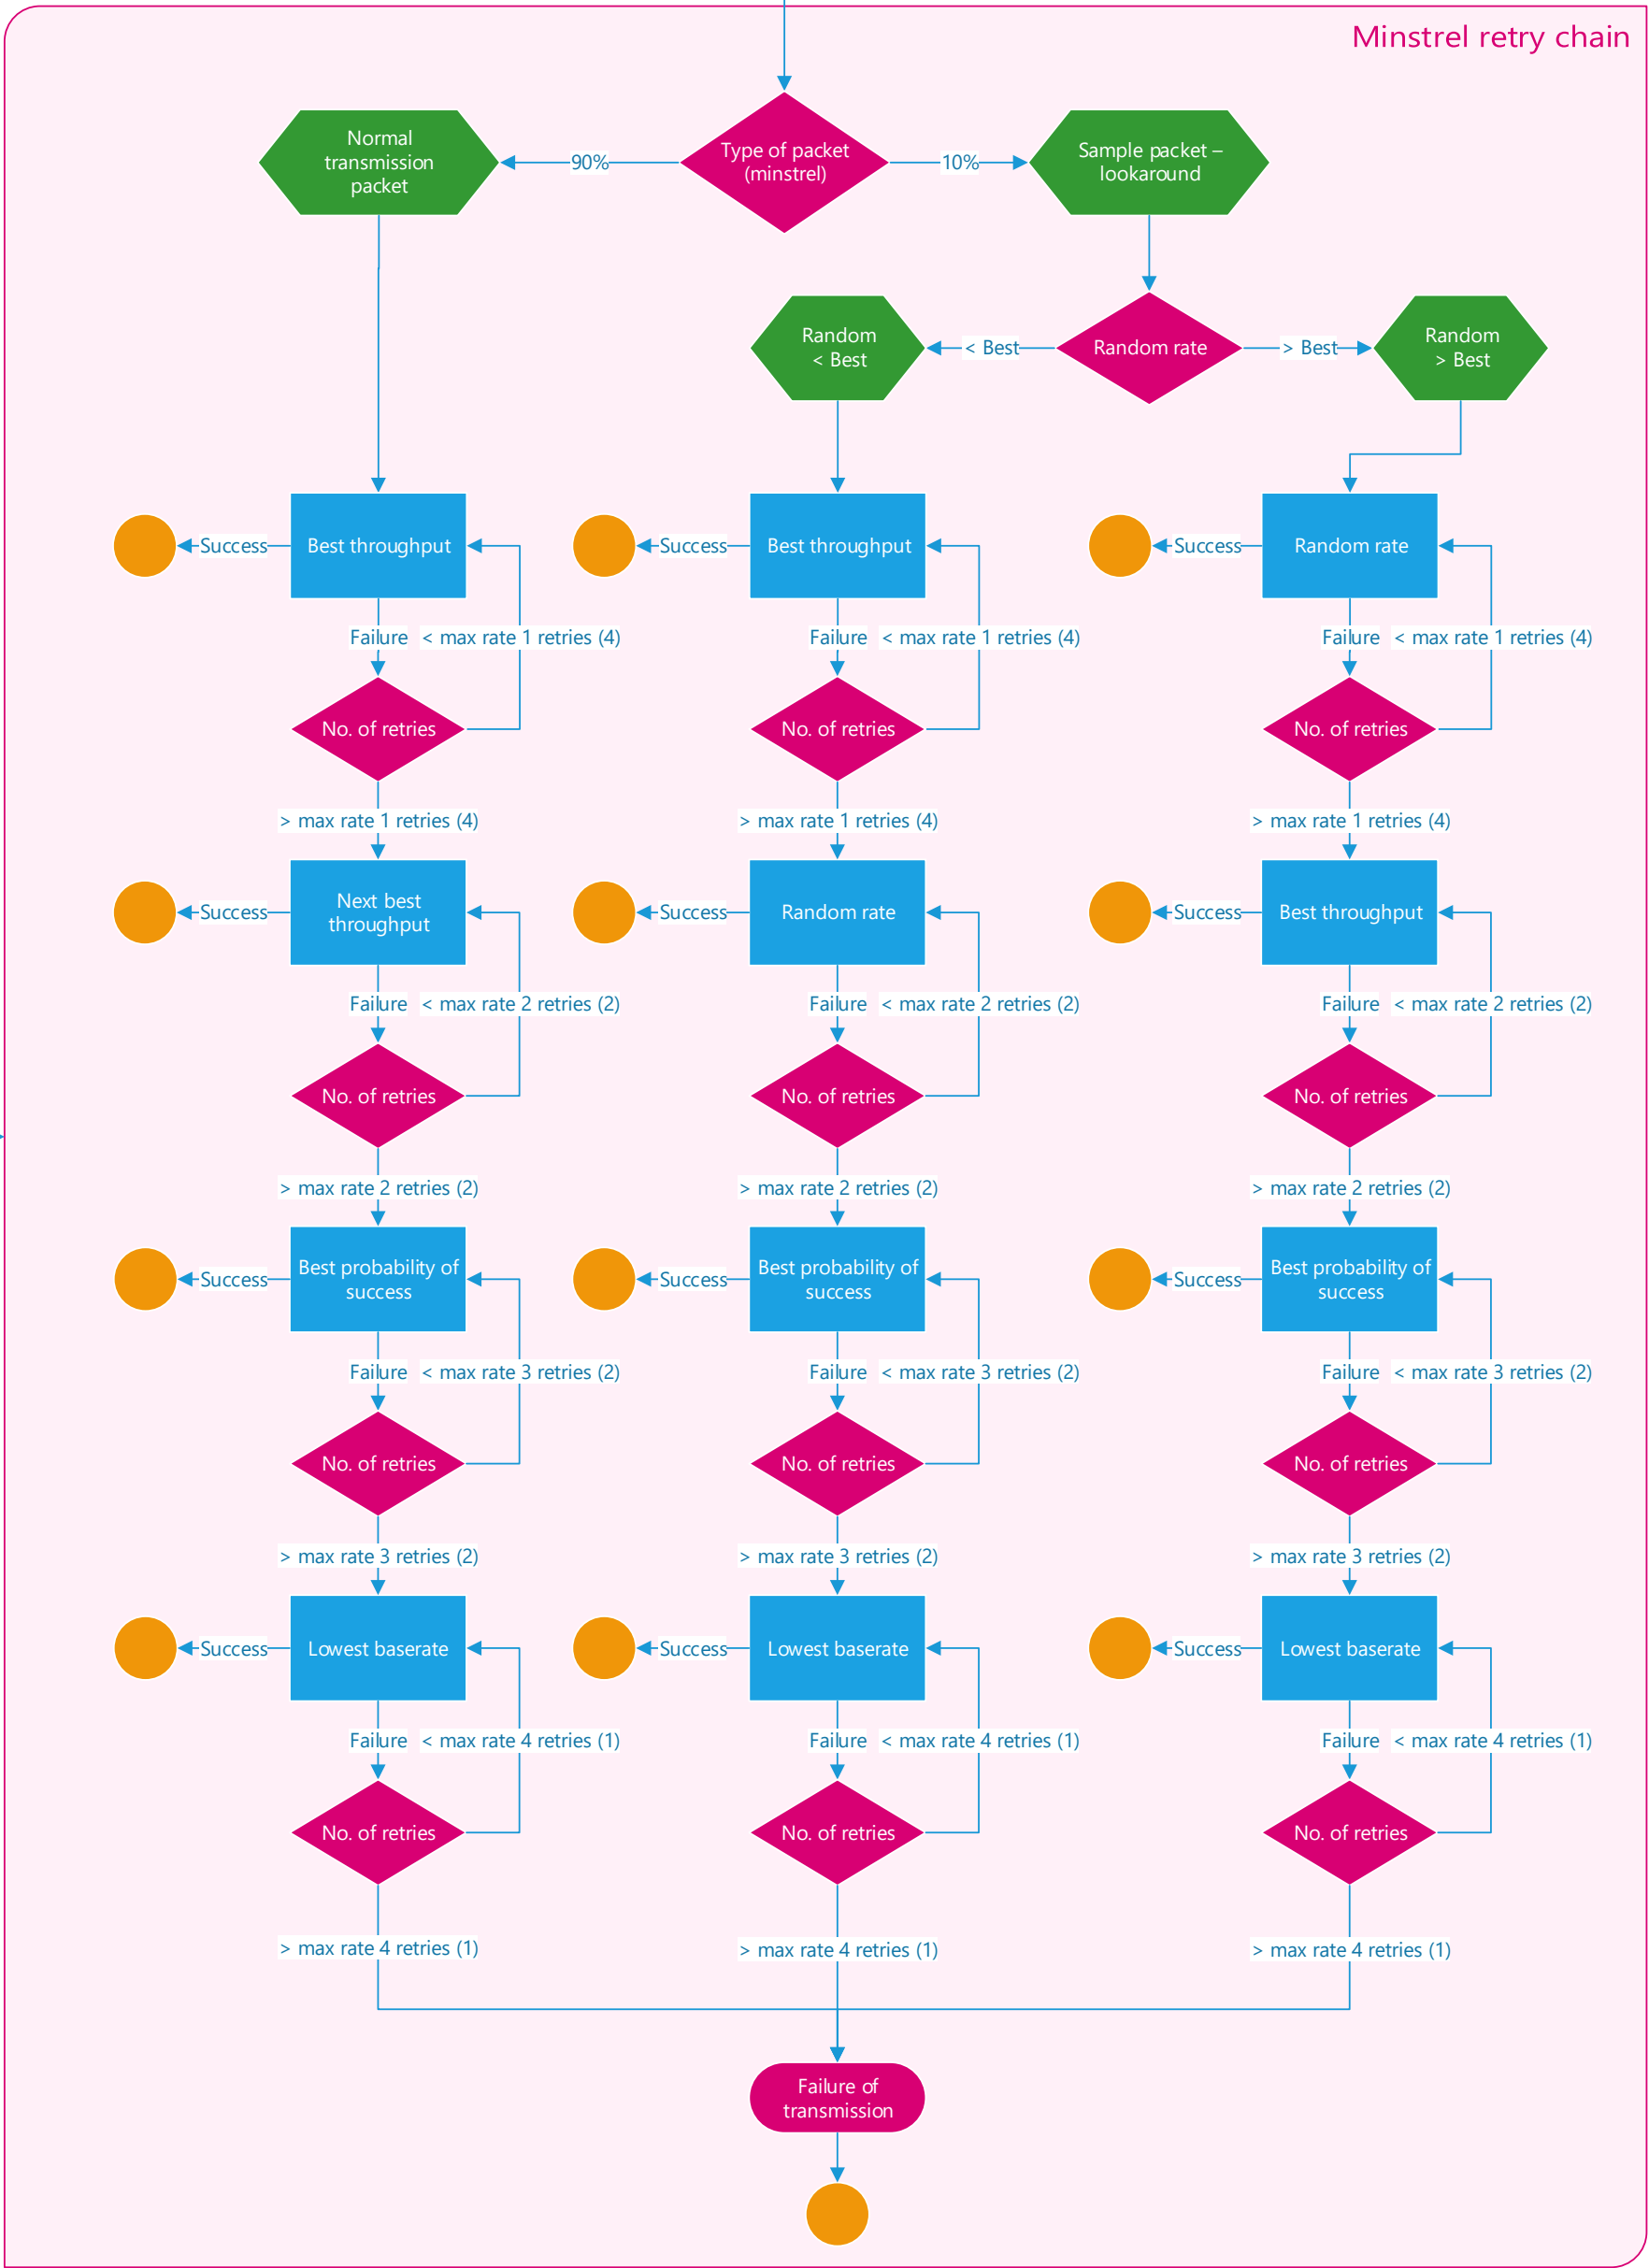 Minstrel retry chain
Normal
transmission
packet
90%
Type of packet
(minstrel)
10%
Sample packet –
lookaround
Random
< Best
< Best
Random rate
> Best
Random
> Best
Success
Best throughput
Success
Best throughput
Success
Random rate
Failure
< max rate 1 retries (4)
Failure
< max rate 1 retries (4)
Failure
< max rate 1 retries (4)
No. of retries
No. of retries
No. of retries
> max rate 1 retries (4)
> max rate 1 retries (4)
> max rate 1 retries (4)
Success
Next best
throughput
Success
Random rate
Success
Best throughput
Failure
< max rate 2 retries (2)
Failure
< max rate 2 retries (2)
Failure
< max rate 2 retries (2)
No. of retries
No. of retries
No. of retries
> max rate 2 retries (2)
> max rate 2 retries (2)
> max rate 2 retries (2)
Success
Best probability of
success
Success
Best probability of
success
Success
Best probability of
success
Failure
< max rate 3 retries (2)
Failure
< max rate 3 retries (2)
Failure
< max rate 3 retries (2)
No. of retries
No. of retries
No. of retries
> max rate 3 retries (2)
> max rate 3 retries (2)
> max rate 3 retries (2)
Success
Lowest baserate
Success
Lowest baserate
Success
Lowest baserate
Failure
< max rate 4 retries (1)
Failure
< max rate 4 retries (1)
Failure
< max rate 4 retries (1)
No. of retries
No. of retries
No. of retries
> max rate 4 retries (1)
> max rate 4 retries (1)
> max rate 4 retries (1)
Failure of
transmission